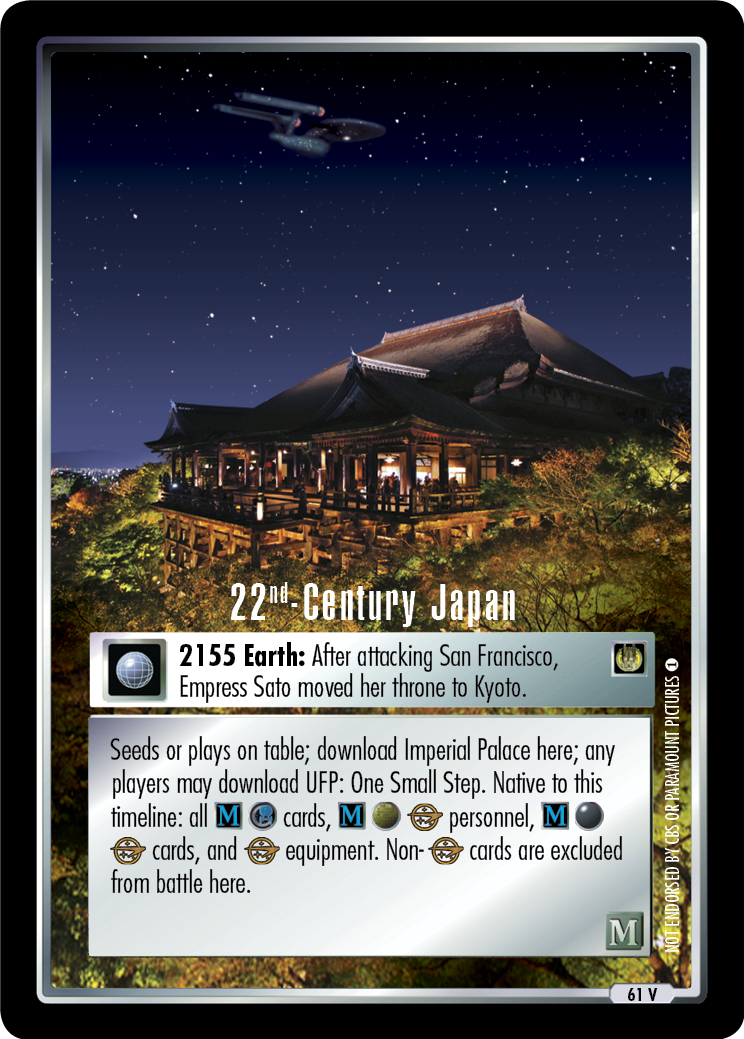 22nd-Century Japan
2155 Earth: After attacking San Francisco,
Empress Sato moved her throne to Kyoto.
Seeds or plays on table; download Imperial Palace here; any
players may download UFP: One Small Step. Native to this
timeline: all M cards, M personnel, M
cards, and equipment. Non- cards are excluded
from battle here.
M
NOT ENDORSED BY CBS OR PARAMOUNT PICTURES 1
61 V